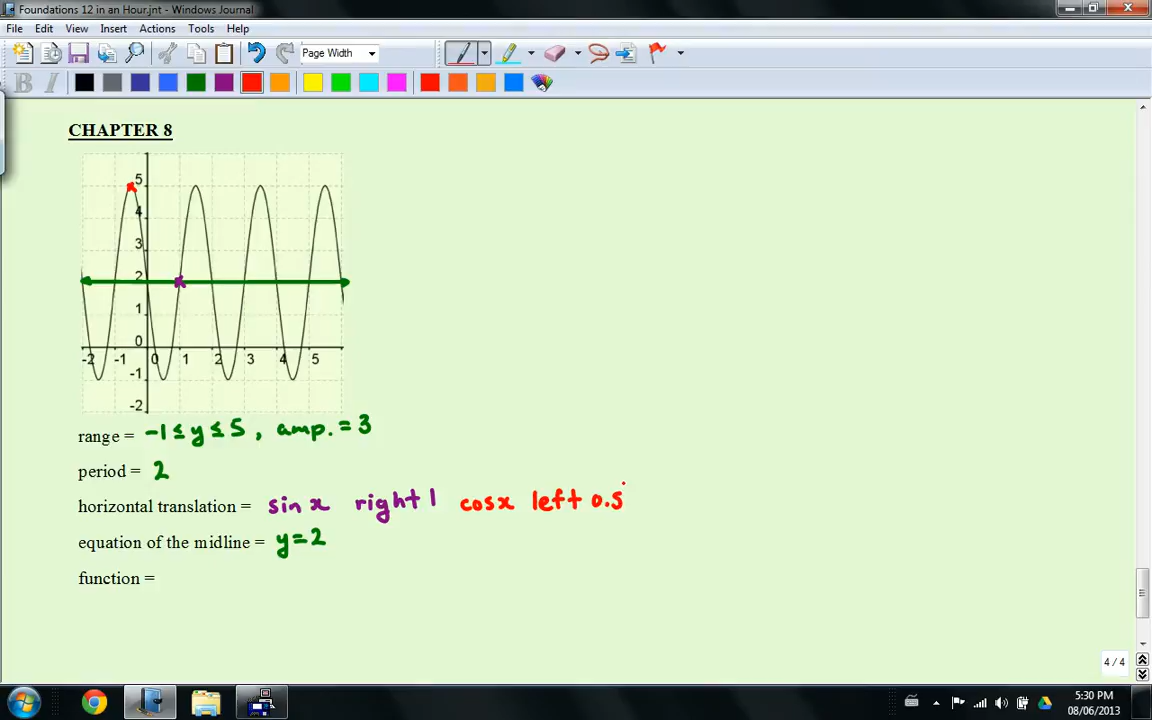 Foundations 12 in an Hour.jnt - Windows Journal
File Edit View Insert Actions Tools Help
Page Width
B I
CHAPTER 8
5
4
3
2
1
0
-2 -1 0 1 2 3 4 5
-1
-2
range = -1 ≤ y ≤ 5, amp. = 3
period = 2
horizontal translation = sin x right 1 cos x left 0.5
equation of the midline = y=2
function =
4 / 4
5:30 PM
08/06/2013